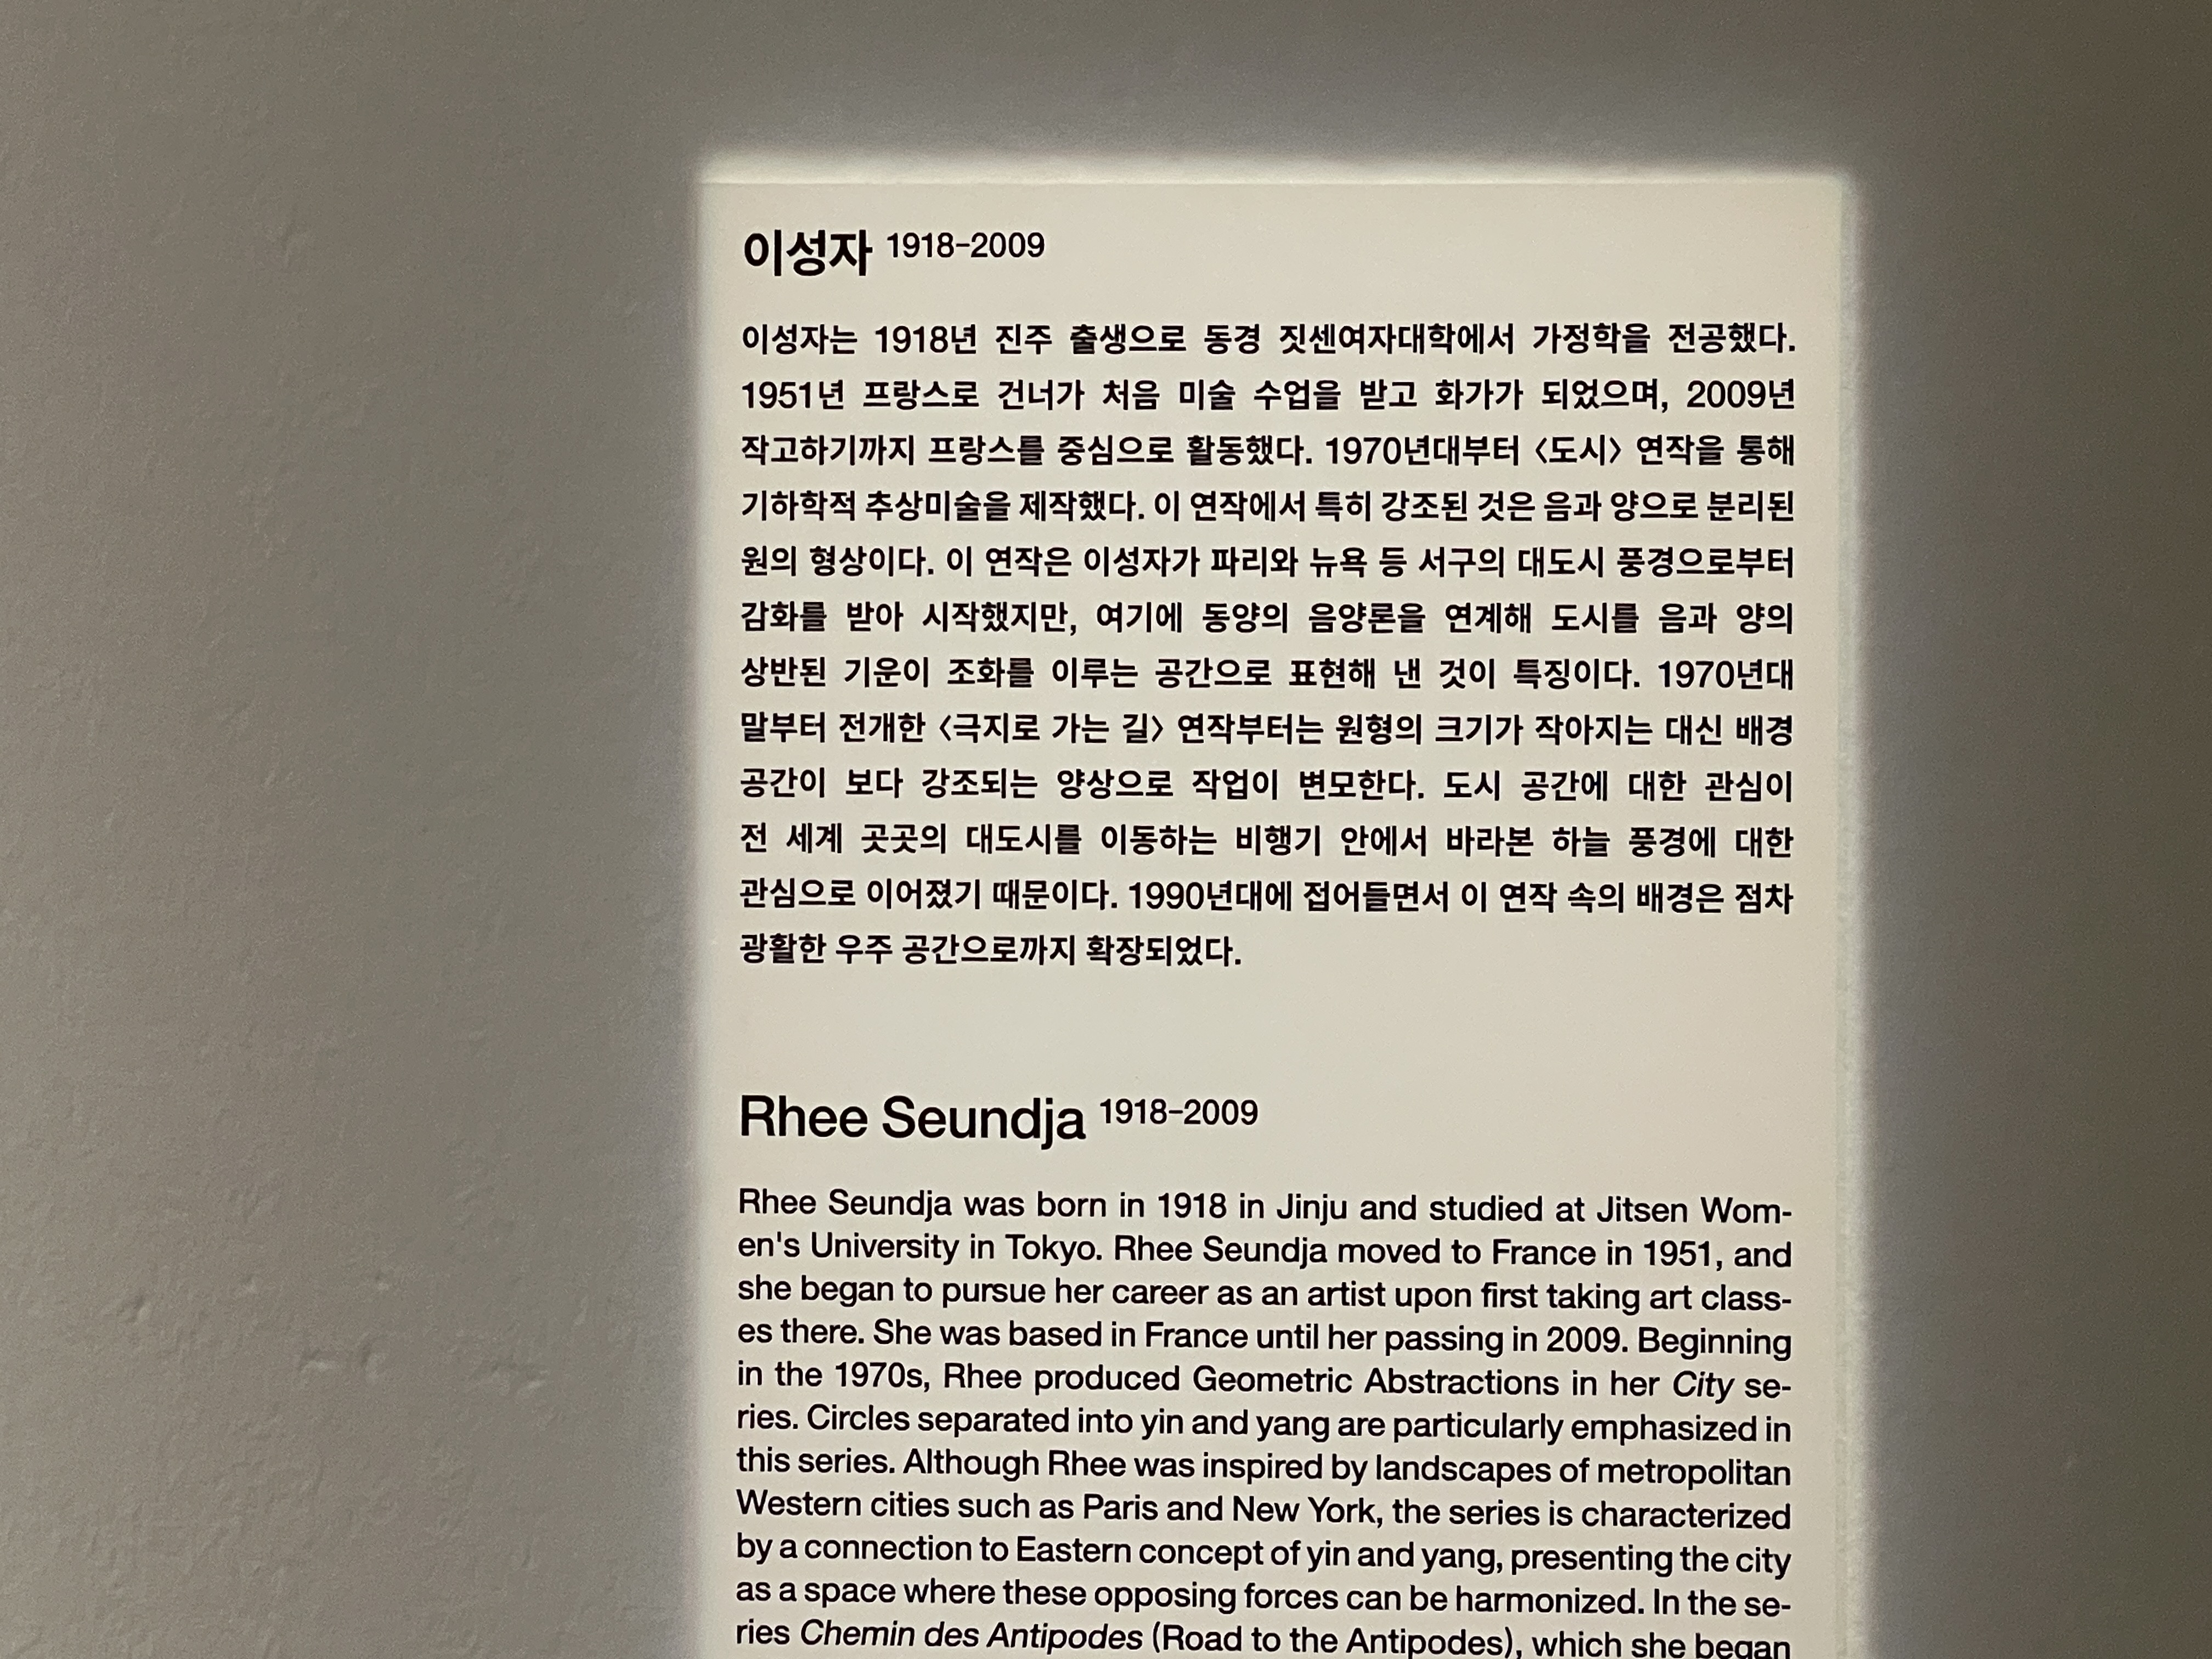 이성자 1918–2009
이성자는 1918년 진주 출생으로 동경 짓센여자대학에서 가정학을 전공했다.
1951년 프랑스로 건너가 처음 미술 수업을 받고 화가가 되었으며, 2009년
작고하기까지 프랑스를 중심으로 활동했다. 1970년대부터 〈도시〉 연작을 통해
기하학적 추상미술을 제작했다. 이 연작에서 특히 강조된 것은 음과 양으로 분리된
원의 형상이다. 이 연작은 이성자가 파리와 뉴욕 등 서구의 대도시 풍경으로부터
감화를 받아 시작했지만, 여기에 동양의 음양론을 연계해 도시를 음과 양의
상반된 기운이 조화를 이루는 공간으로 표현해 낸 것이 특징이다. 1970년대
말부터 전개한 〈극지로 가는 길〉 연작부터는 원형의 크기가 작아지는 대신 배경
공간이 보다 강조되는 양상으로 작업이 변모한다. 도시 공간에 대한 관심이
전 세계 곳곳의 대도시를 이동하는 비행기 안에서 바라본 하늘 풍경에 대한
관심으로 이어졌기 때문이다. 1990년대에 접어들면서 이 연작 속의 배경은 점차
광활한 우주 공간으로까지 확장되었다.
Rhee Seundja 1918–2009
Rhee Seundja was born in 1918 in Jinju and studied at Jitsen Wom-
en's University in Tokyo. Rhee Seundja moved to France in 1951, and
she began to pursue her career as an artist upon first taking art class-
es there. She was based in France until her passing in 2009. Beginning
in the 1970s, Rhee produced Geometric Abstractions in her City se-
ries. Circles separated into yin and yang are particularly emphasized in
this series. Although Rhee was inspired by landscapes of metropolitan
Western cities such as Paris and New York, the series is characterized
by a connection to Eastern concept of yin and yang, presenting the city
as a space where these opposing forces can be harmonized. In the se-
ries Chemin des Antipodes (Road to the Antipodes), which she began